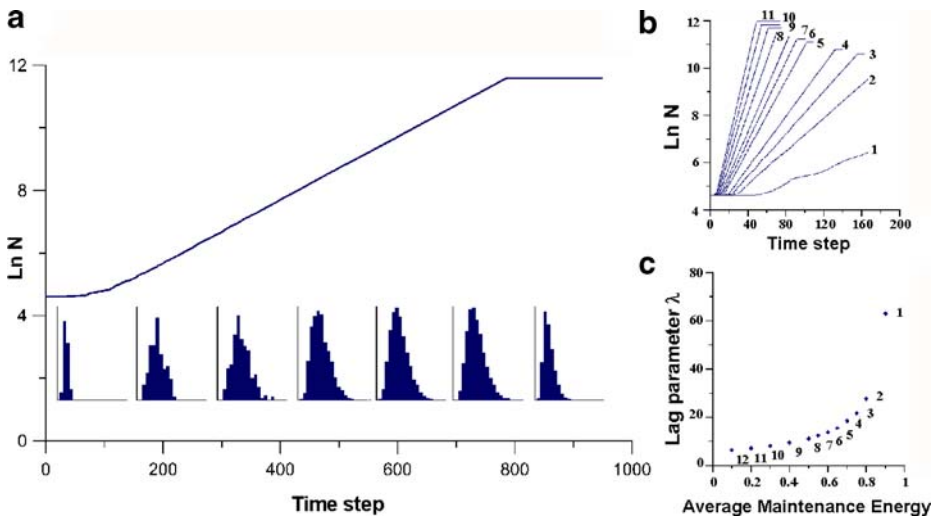 a
12
8
4
0
Ln N
0 200 400 600 800 1000
Time step
b
12
10
8
6
4
Ln N
11 10
9
8
7 6
5
4
3
2
1
0 40 80 120 160 200
Time step
c
80
60
40
20
0
Lag parameter λ
1
2
3
4
5
6
7
8
9
10
11
12
0.2 0.4 0.6 0.8 1
Average Maintenance Energy